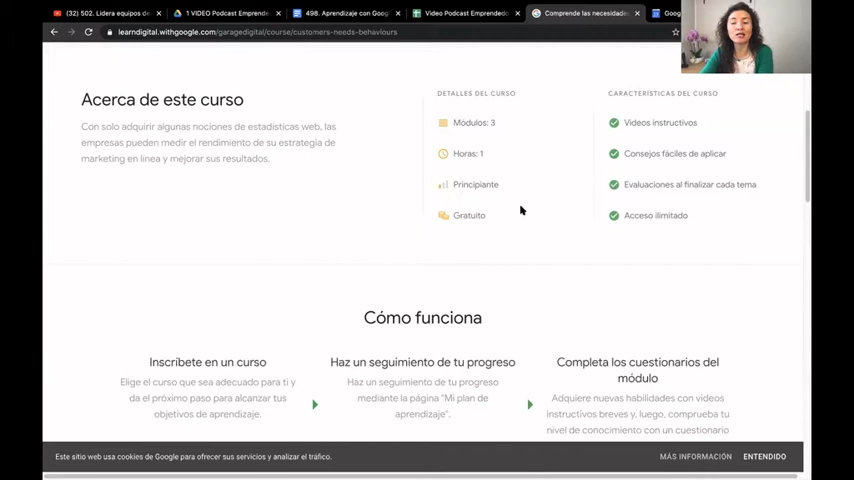 (32) 502. Lidera equipos de
1 VIDEO Podcast Emprende
498. Aprendizaje con Goog
Video Podcast Emprendedo
Comprende las necesidades
Goog
learndigital.withgoogle.com/garagedigital/course/customers-needs-behaviours
Acerca de este curso
Con solo adquirir algunas nociones de estadísticas web, las
empresas pueden medir el rendimiento de su estrategia de
marketing en línea y mejorar sus resultados.
DETALLES DEL CURSO
Módulos: 3
Horas: 1
Principiante
Gratuito
CARACTERÍSTICAS DEL CURSO
Videos instructivos
Consejos fáciles de aplicar
Evaluaciones al finalizar cada tema
Acceso ilimitado
Cómo funciona
Inscríbete en un curso
Elige el curso que sea adecuado para ti y
da el próximo paso para alcanzar tus
objetivos de aprendizaje.
Haz un seguimiento de tu progreso
Haz un seguimiento de tu progreso
mediante la página "Mi plan de
aprendizaje".
Completa los cuestionarios del
módulo
Adquiere nuevas habilidades con videos
instructivos breves y, luego, comprueba tu
nivel de conocimiento con un cuestionario
Este sitio web usa cookies de Google para ofrecer sus servicios y analizar el tráfico.
MÁS INFORMACIÓN
ENTENDIDO